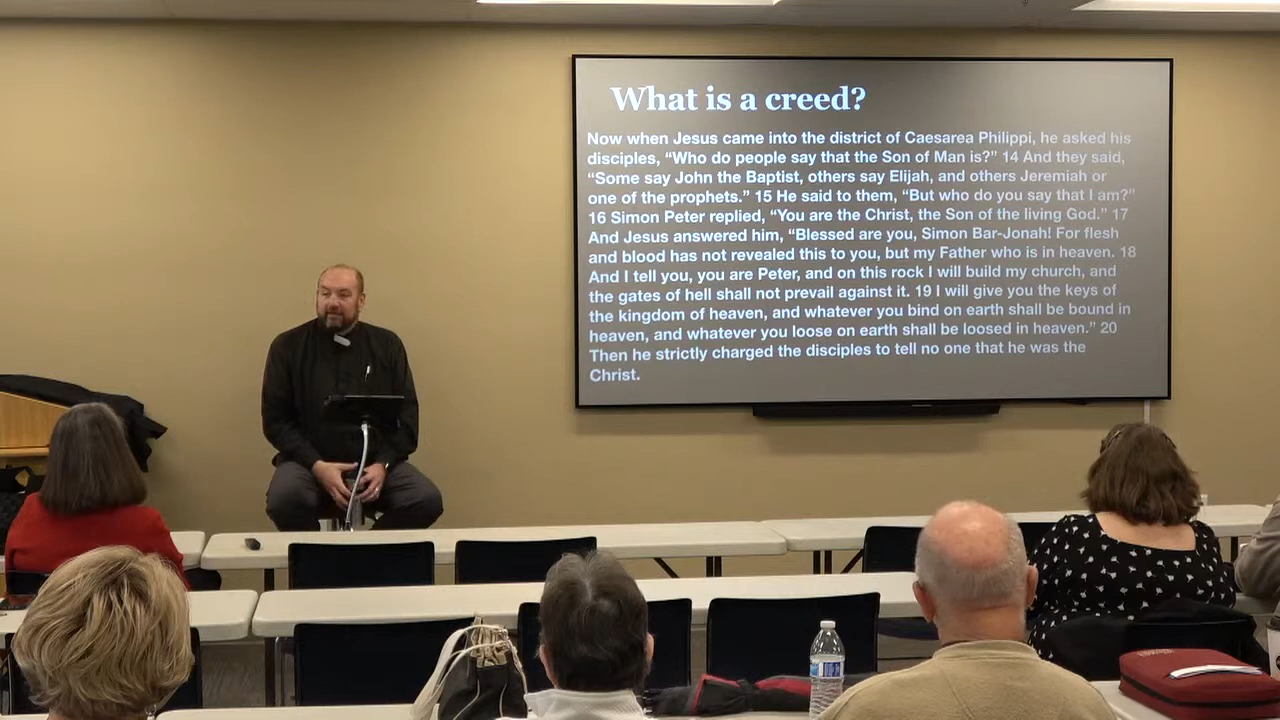 What is a creed?
Now when Jesus came into the district of Caesarea Philippi, he asked his
disciples, “Who do people say that the Son of Man is?” 14 And they said,
“Some say John the Baptist, others say Elijah, and others Jeremiah or
one of the prophets.” 15 He said to them, “But who do you say that I am?”
16 Simon Peter replied, “You are the Christ, the Son of the living God.” 17
And Jesus answered him, “Blessed are you, Simon Bar-Jonah! For flesh
and blood has not revealed this to you, but my Father who is in heaven. 18
And I tell you, you are Peter, and on this rock I will build my church, and
the gates of hell shall not prevail against it. 19 I will give you the keys of
the kingdom of heaven, and whatever you bind on earth shall be bound in
heaven, and whatever you loose on earth shall be loosed in heaven.” 20
Then he strictly charged the disciples to tell no one that he was the
Christ.